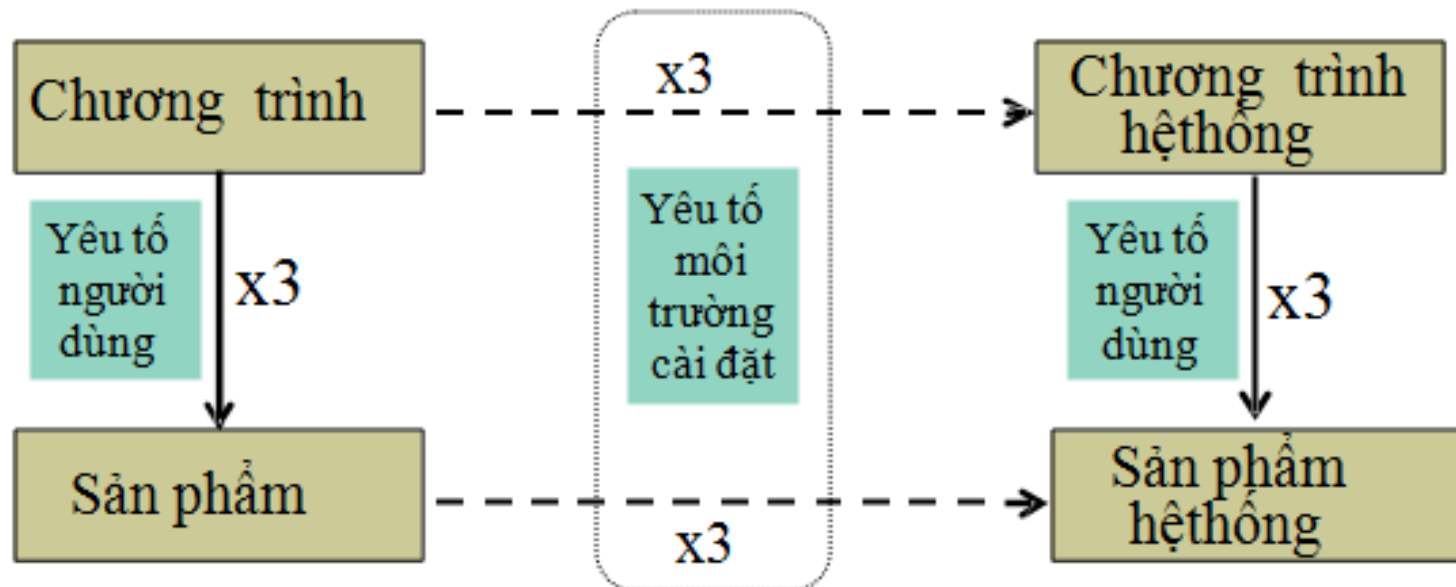 Chương trình
x3
Chương trình
hệthống
Yêu tố
người
dùng
x3
Yêu tố
môi
trường
cài đặt
Yêu tố
người
dùng
x3
Sản phẩm
x3
Sản phẩm
hệthống